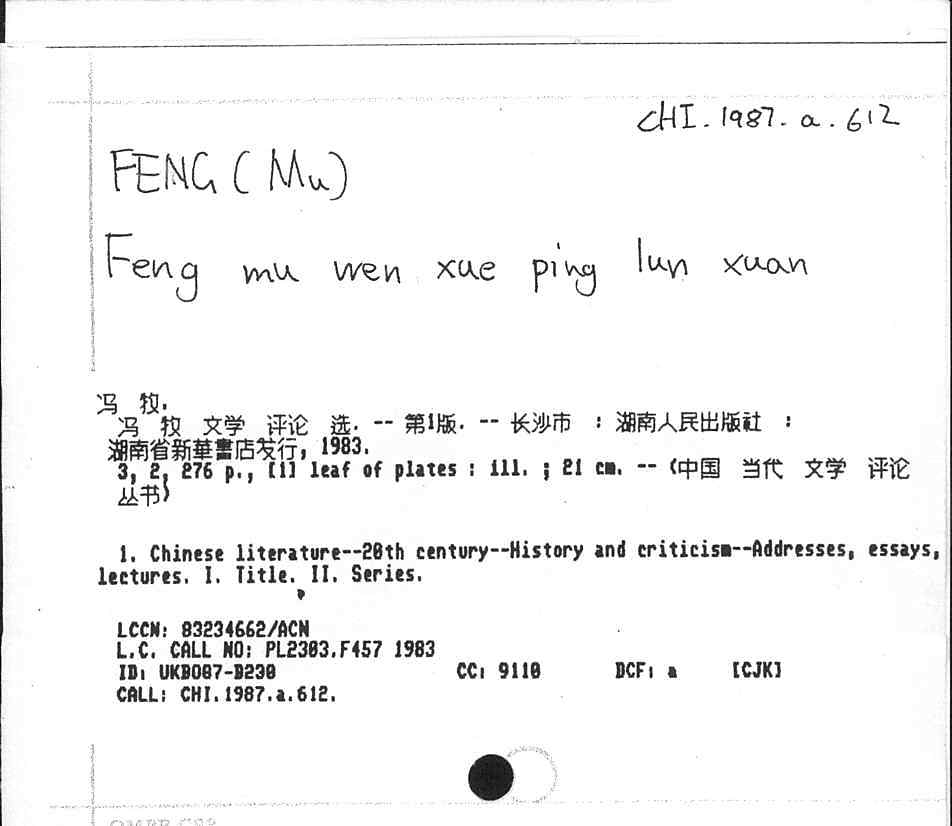 CHI.1987.a.612
FENG (Mu)
Feng mu wen xue ping lun xuan
冯 牧.
冯 牧 文学 评论 选. -- 第1版. -- 长沙市 : 湖南人民出版社 :
湖南省新華書店发行, 1983.
3, 2, 276 p., [1] leaf of plates : ill. ; 21 cm. -- (中国 当代 文学 评论
丛书)
1. Chinese literature--20th century--History and criticism--Addresses, essays,
lectures. I. Title. II. Series.
LCCN: 83234662/ACN
L.C. CALL NO: PL2303.F457 1983
ID: UKBO87-B230 CC: 9110 DCF: a [CJK]
CALL: CHI.1987.a.612.